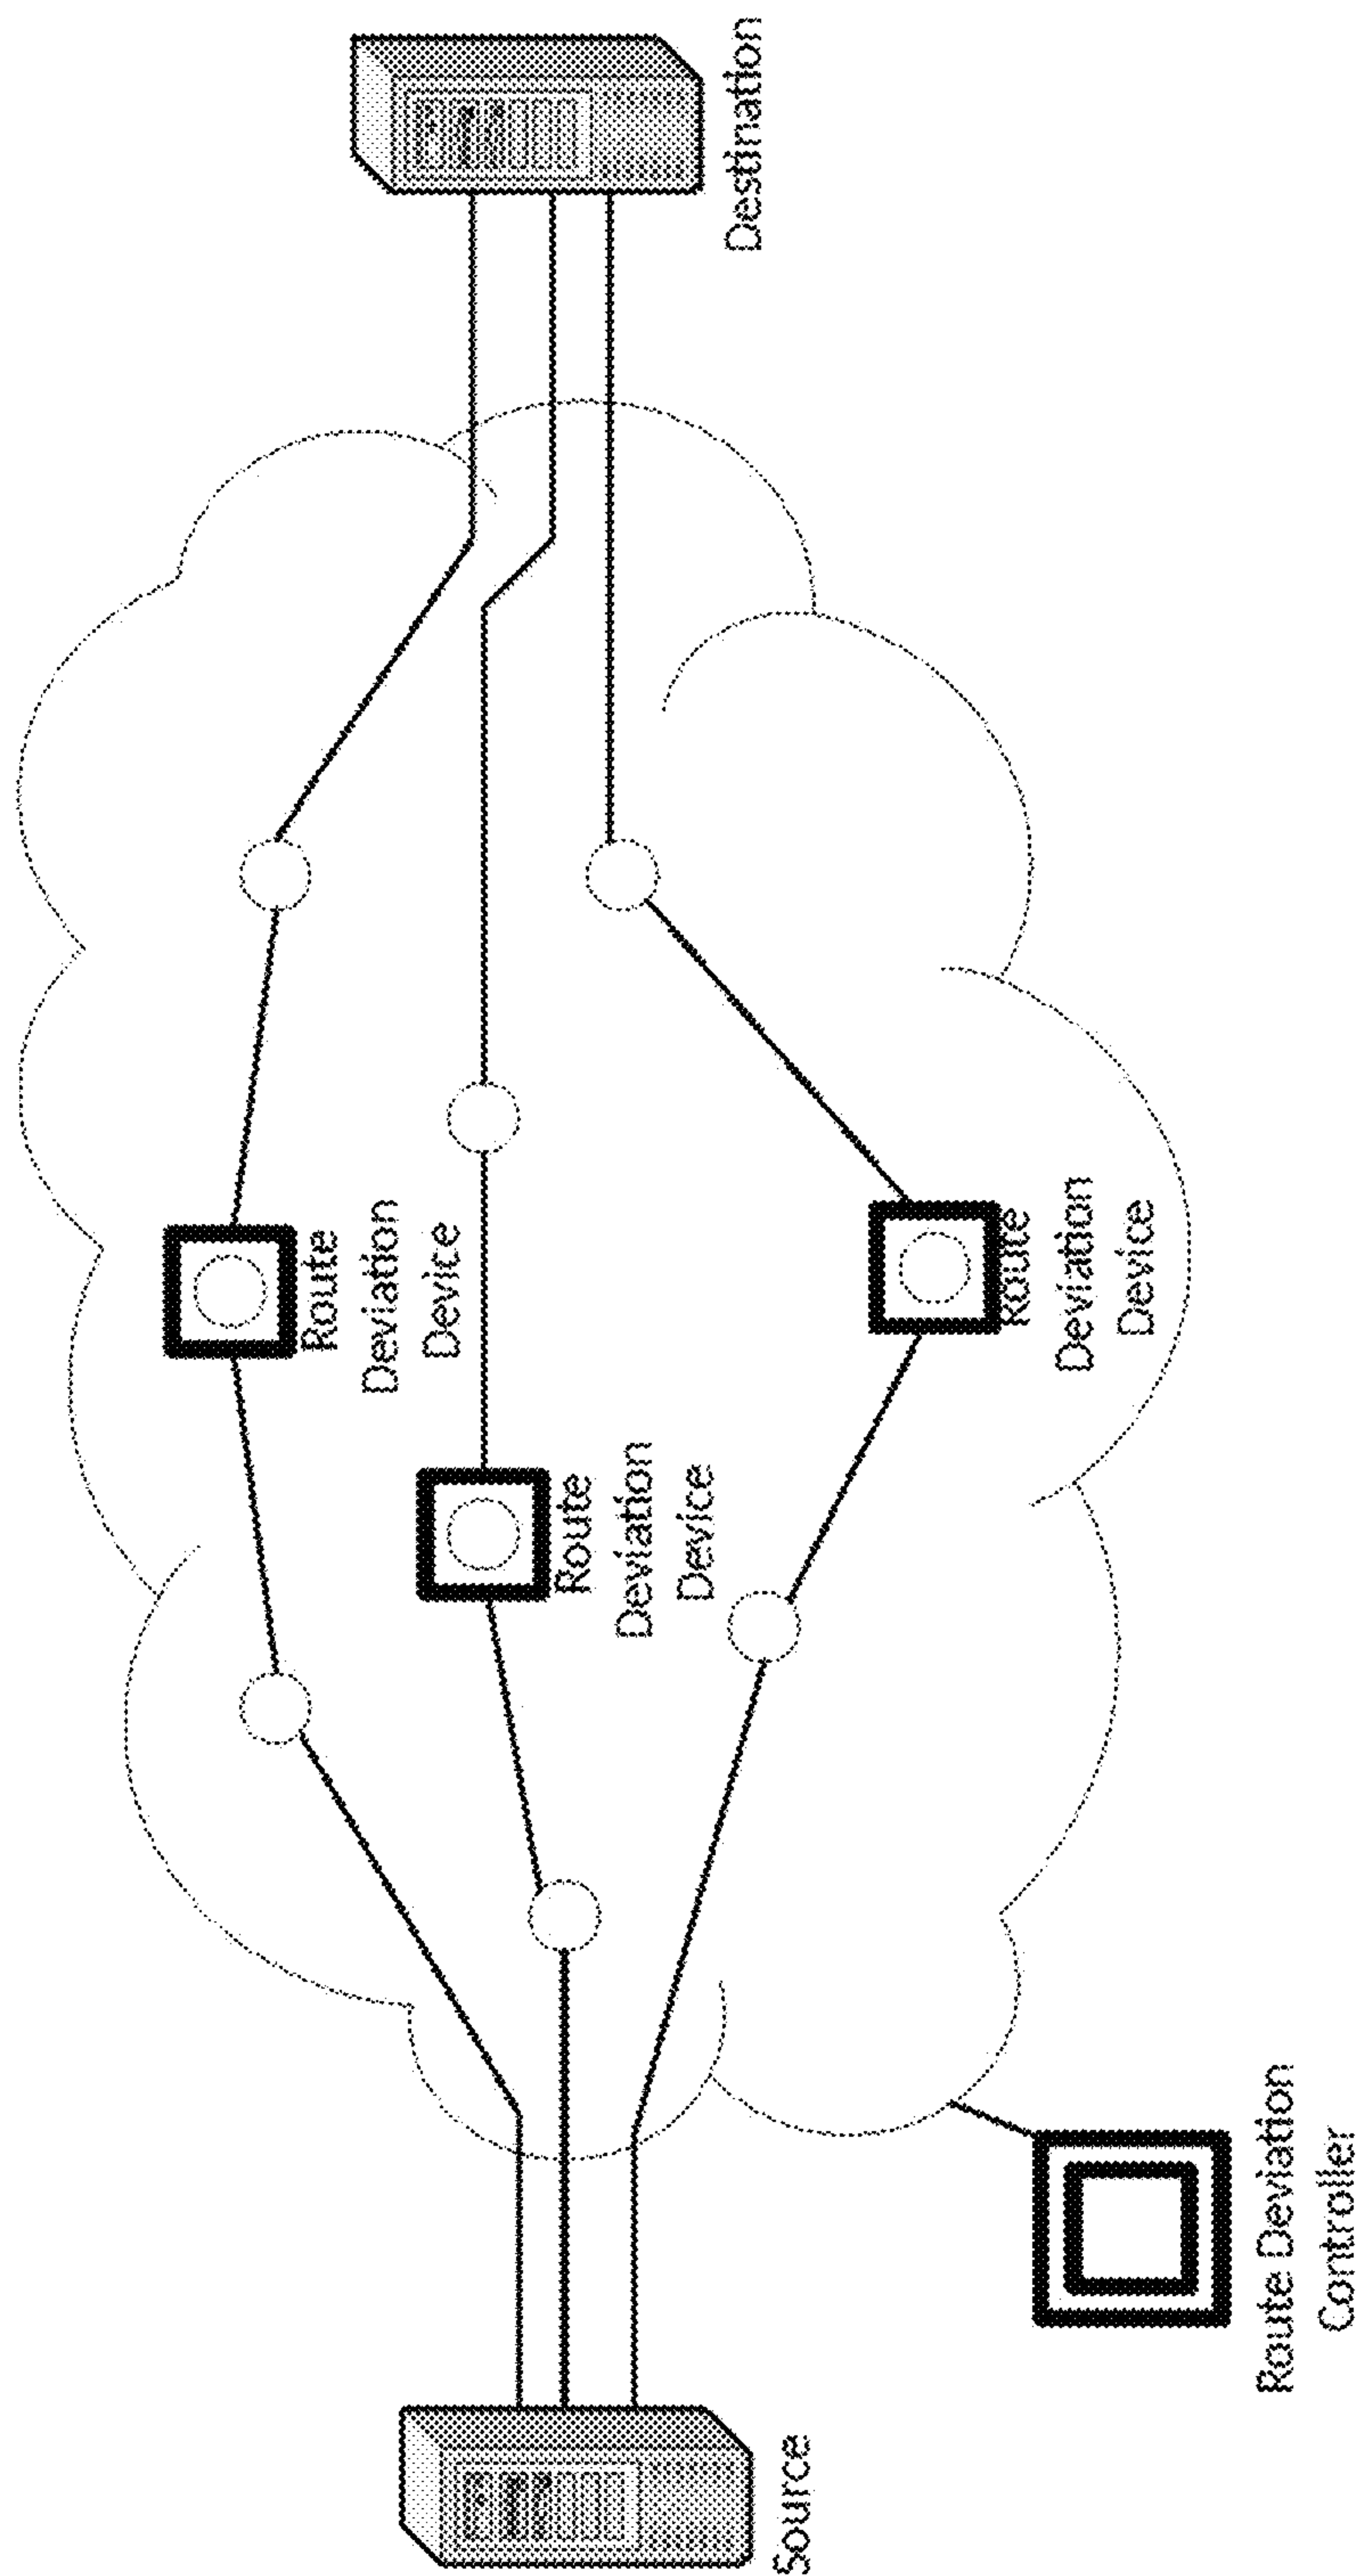 Source
Route Deviation
Controller
Route
Deviation
Device
Route
Deviation
Device
Route
Deviation
Device
Destination